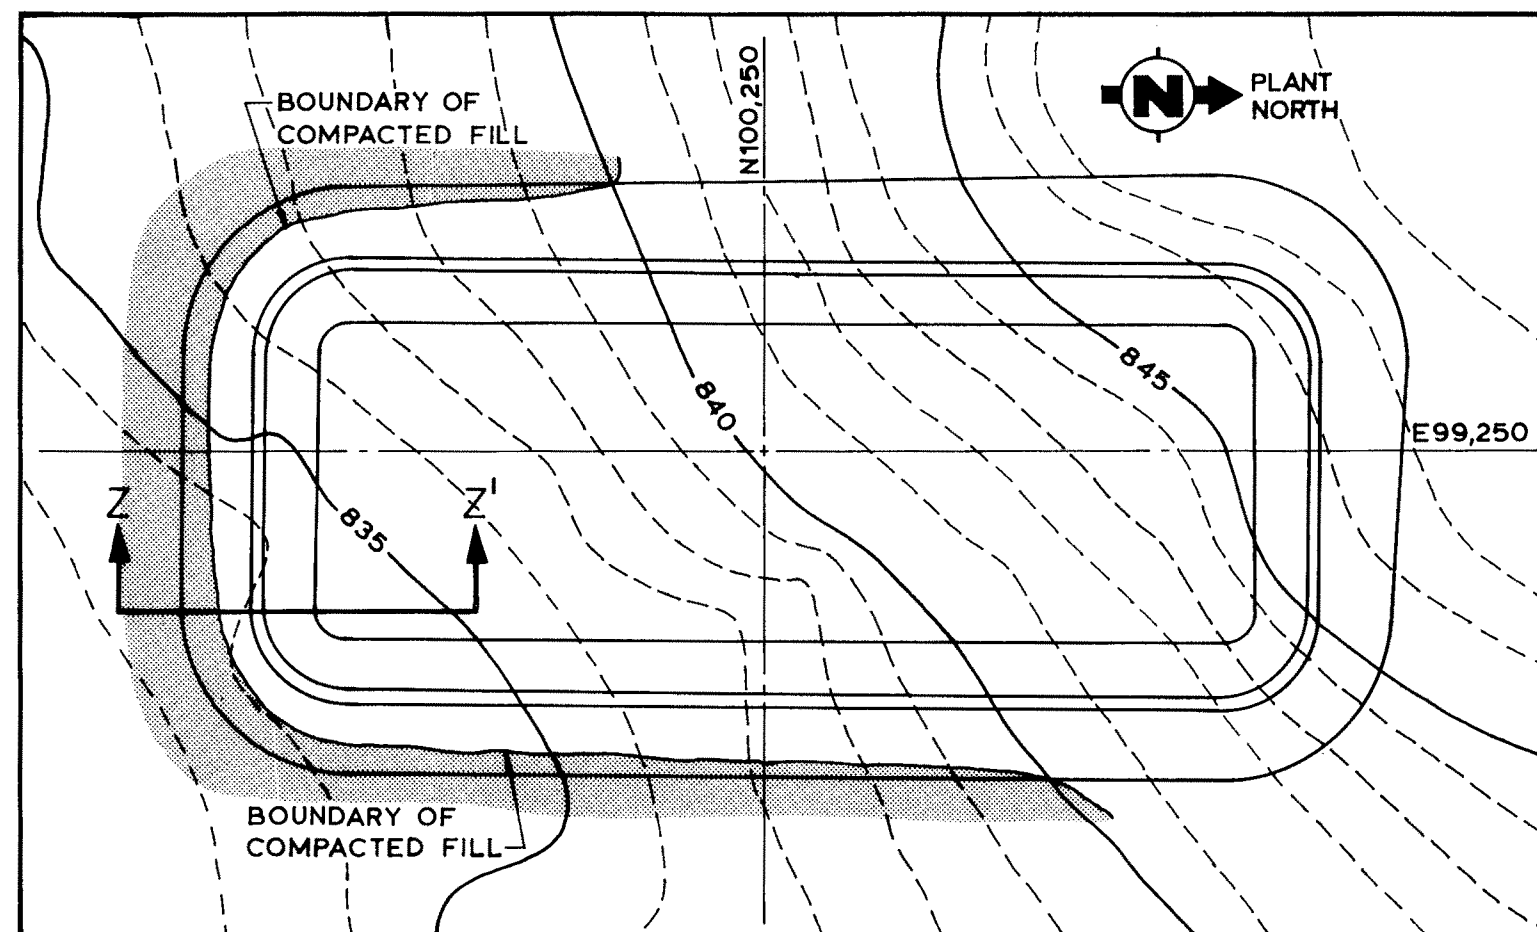 BOUNDARY OF
COMPACTED FILL
N100,250
N
PLANT
NORTH
845
840
E99,250
Z
Z'
835
BOUNDARY OF
COMPACTED FILL